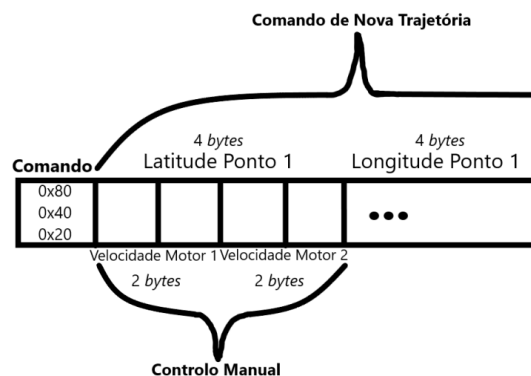 Comando de Nova Trajetória
4 bytes
4 bytes
Comando
Latitude Ponto 1
Longitude Ponto 1
0x80
0x40
0x20
Velocidade Motor 1
Velocidade Motor 2
2 bytes
2 bytes
Controlo Manual